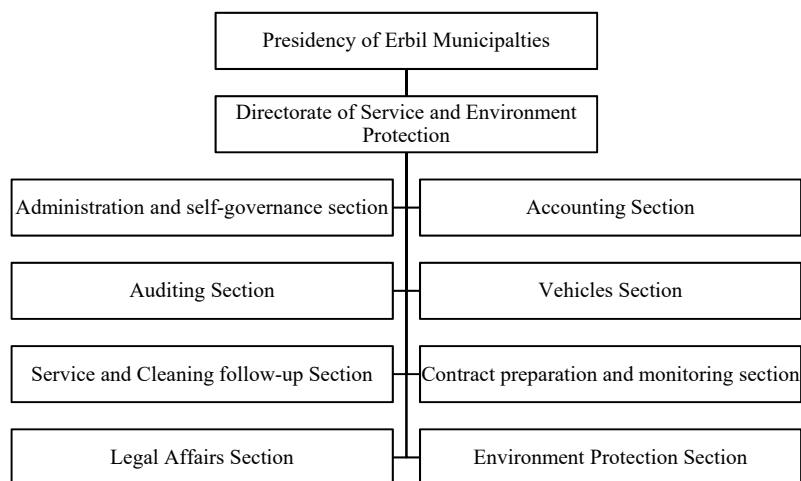 Presidency of Erbil Municipalties
Directorate of Service and Environment
Protection
Administration and self-governance section
Accounting Section
Auditing Section
Vehicles Section
Service and Cleaning follow-up Section
Contract preparation and monitoring section
Legal Affairs Section
Environment Protection Section